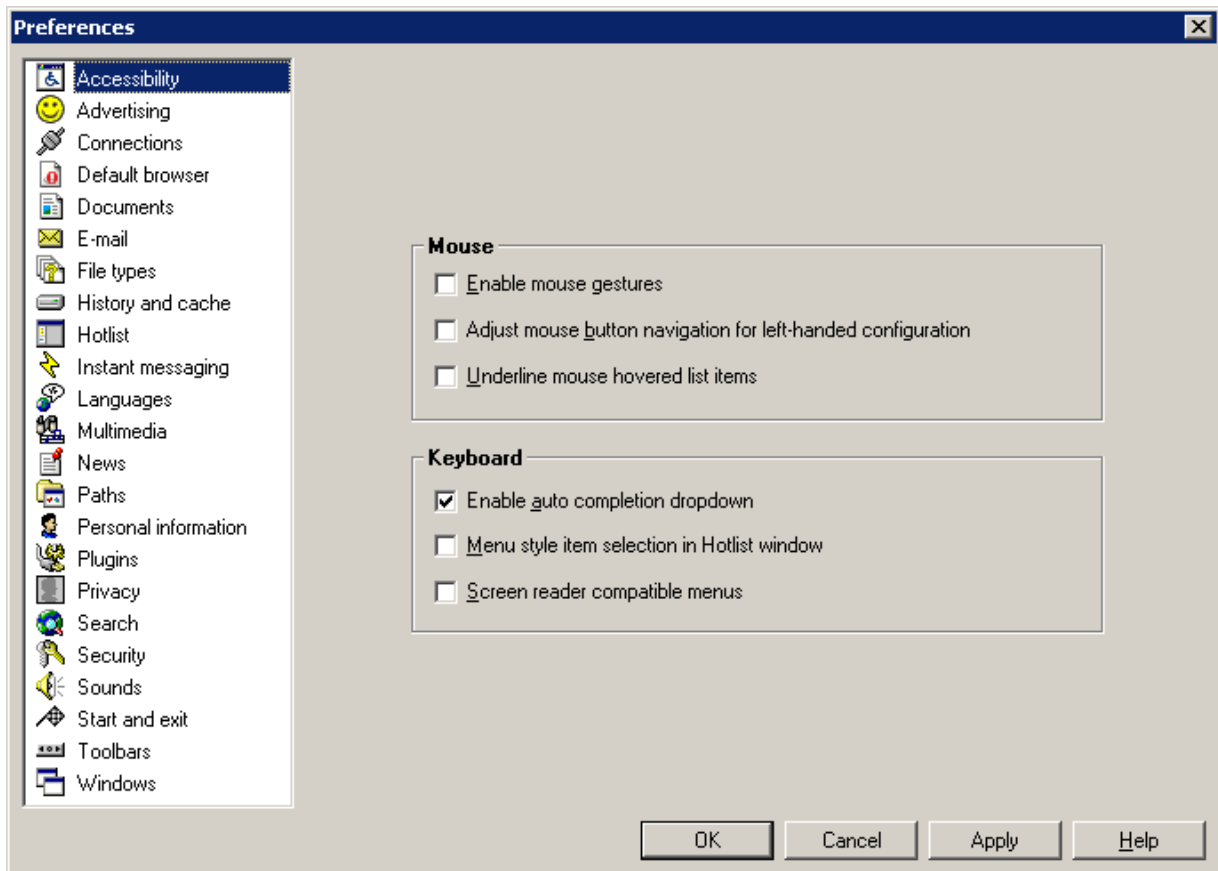 Preferences
Accessibility
Advertising
Connections
Default browser
Documents
E-mail
File types
History and cache
Hotlist
Instant messaging
Languages
Multimedia
News
Paths
Personal information
Plugins
Privacy
Search
Security
Sounds
Start and exit
Toolbars
Windows
Mouse
Enable mouse gestures
Adjust mouse button navigation for left-handed configuration
Underline mouse hovered list items
Keyboard
Enable auto completion dropdown
Menu style item selection in Hotlist window
Screen reader compatible menus
OK Cancel Apply Help